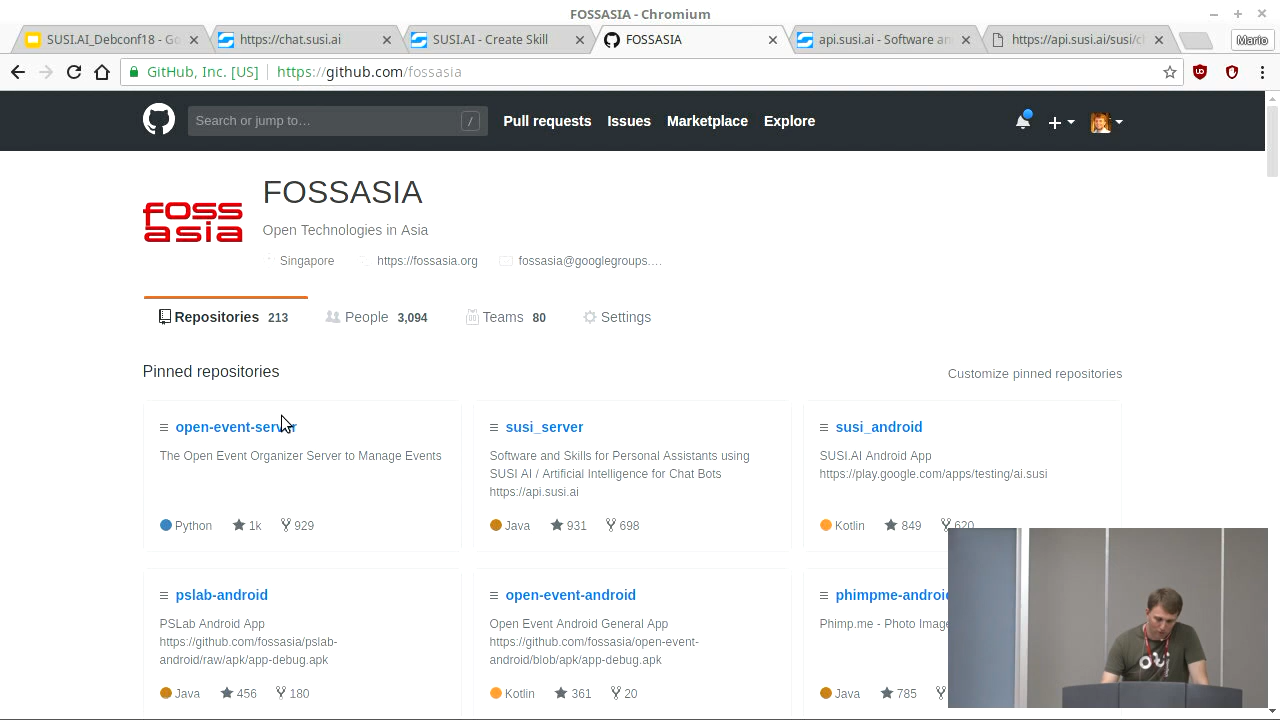 FOSSASIA - Chromium
SUSI.AI_Debconf18 - Go
https://chat.susi.ai
SUSI.AI - Create Skill
FOSSASIA
api.susi.ai - Software an
https://api.susi.ai/susi/c
Mario
GitHub, Inc. [US]
https://github.com/fossasia
Search or jump to…
/
Pull requests
Issues
Marketplace
Explore
FOSSASIA
foss
asia
Open Technologies in Asia
Singapore
https://fossasia.org
fossasia@googlegroups.…
Repositories 213
People 3,094
Teams 80
Settings
Pinned repositories
Customize pinned repositories
open-event-server
The Open Event Organizer Server to Manage Events
Python 1k 929
susi_server
Software and Skills for Personal Assistants using
SUSI AI / Artificial Intelligence for Chat Bots
https://api.susi.ai
Java 931 698
susi_android
SUSI.AI Android App
https://play.google.com/apps/testing/ai.susi
Kotlin 849 620
pslab-android
PSLab Android App
https://github.com/fossasia/pslab-
android/raw/apk/app-debug.apk
Java 456 180
open-event-android
Open Event Android General App
https://github.com/fossasia/open-event-
android/blob/apk/app-debug.apk
Kotlin 361 20
phimpme-android
Phimp.me - Photo Image
Java 785